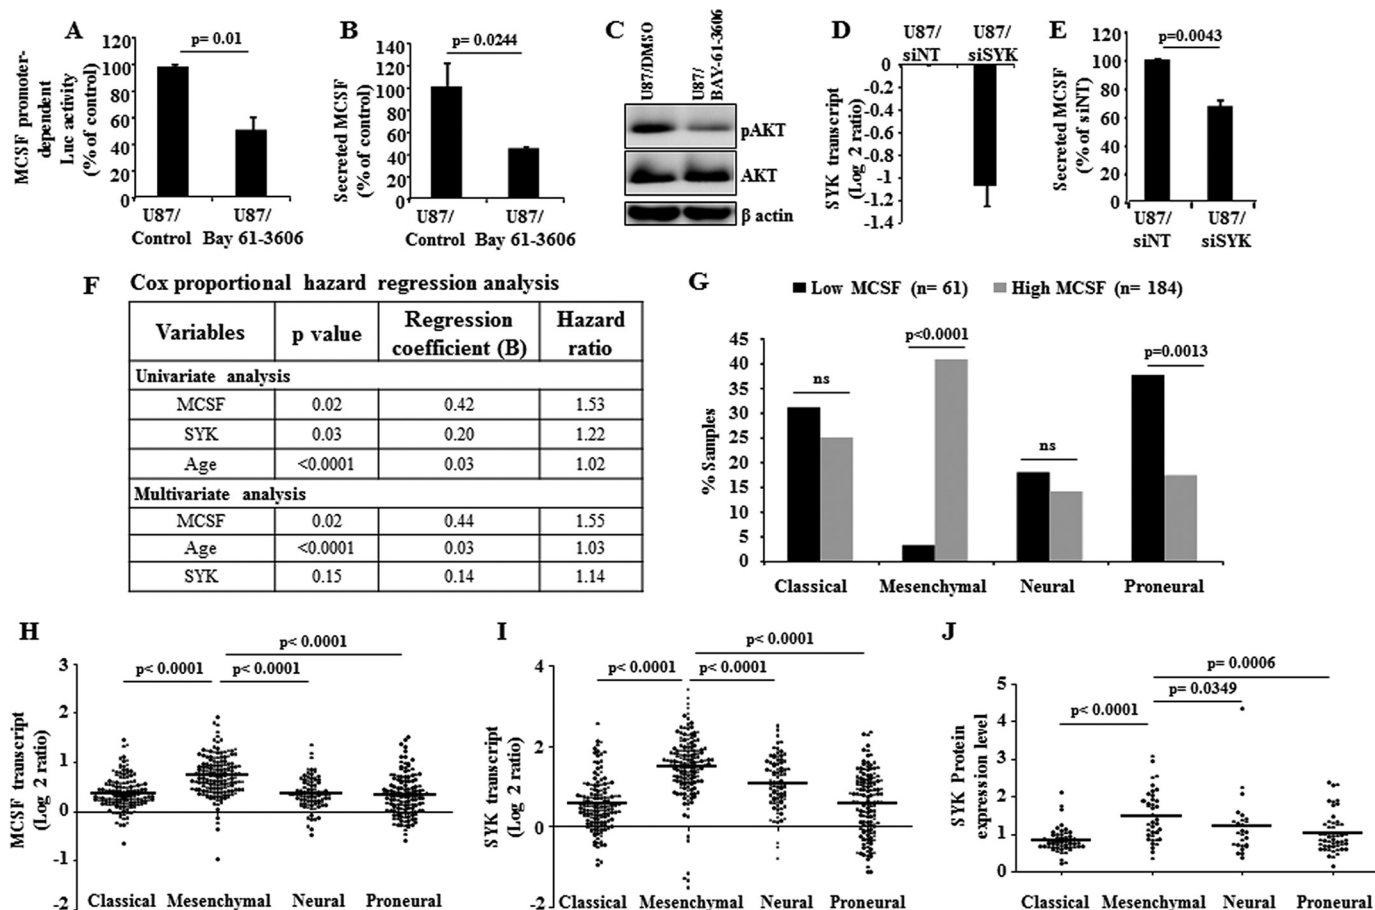 A
MCSF promoter-
dependent
Luc activity
(% of control)
120
100
80
60
40
20
0
p= 0.01
U87/
Control
U87/
Bay 61-3606
B
Secreted MCSF
(% of control)
140
120
100
80
60
40
20
0
p= 0.0244
U87/
Control
U87/
Bay 61-3606
C
U87/DMSO
U87/
BAY-61-3606
pAKT
AKT
β actin
D
U87/
siNT
U87/
siSYK
SYK transcript
(Log 2 ratio)
0
-0.2
-0.4
-0.6
-0.8
-1
-1.2
-1.4
E
p=0.0043
Secreted MCSF
(% of siNT)
120
100
80
60
40
20
0
U87/
siNT
U87/
siSYK
F
Cox proportional hazard regression analysis
Variables p value Regression coefficient (B) Hazard ratio
Univariate analysis
MCSF 0.02 0.42 1.53
SYK 0.03 0.20 1.22
Age <0.0001 0.03 1.02
Multivariate analysis
MCSF 0.02 0.44 1.55
Age <0.0001 0.03 1.03
SYK 0.15 0.14 1.14
G
Low MCSF (n= 61) High MCSF (n= 184)
% Samples
45
40
35
30
25
20
15
10
5
0
ns
p<0.0001
ns
p=0.0013
Classical Mesenchymal Neural Proneural
H
MCSF transcript
(Log 2 ratio)
3
2
1
0
-1
-2
p< 0.0001
p< 0.0001 p< 0.0001
Classical Mesenchymal Neural Proneural
I
SYK transcript
(Log 2 ratio)
4
2
0
-2
p< 0.0001
p< 0.0001 p< 0.0001
Classical Mesenchymal Neural Proneural
J
SYK Protein
expression level
5
4
3
2
1
0
p= 0.0006
p= 0.0349
p< 0.0001
Classical Mesenchymal Neural Proneural